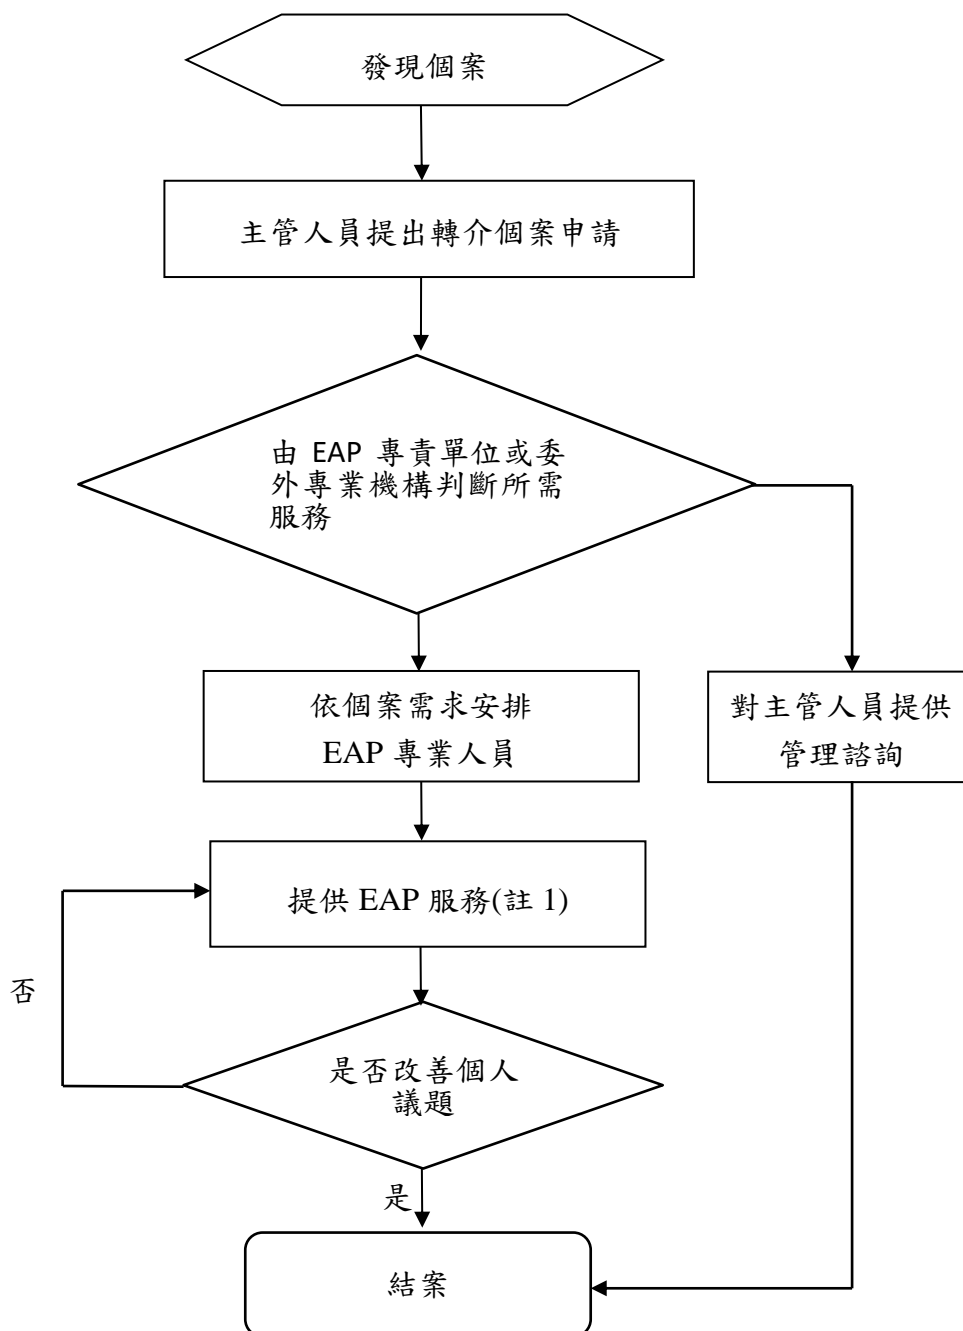 發現個案
主管人員提出轉介個案申請
由 EAP 專責單位或委
外專業機構判斷所需
服務
依個案需求安排
EAP 專業人員
對主管人員提供
管理諮詢
提供 EAP 服務(註 1)
否
是否改善個人
議題
是
結案